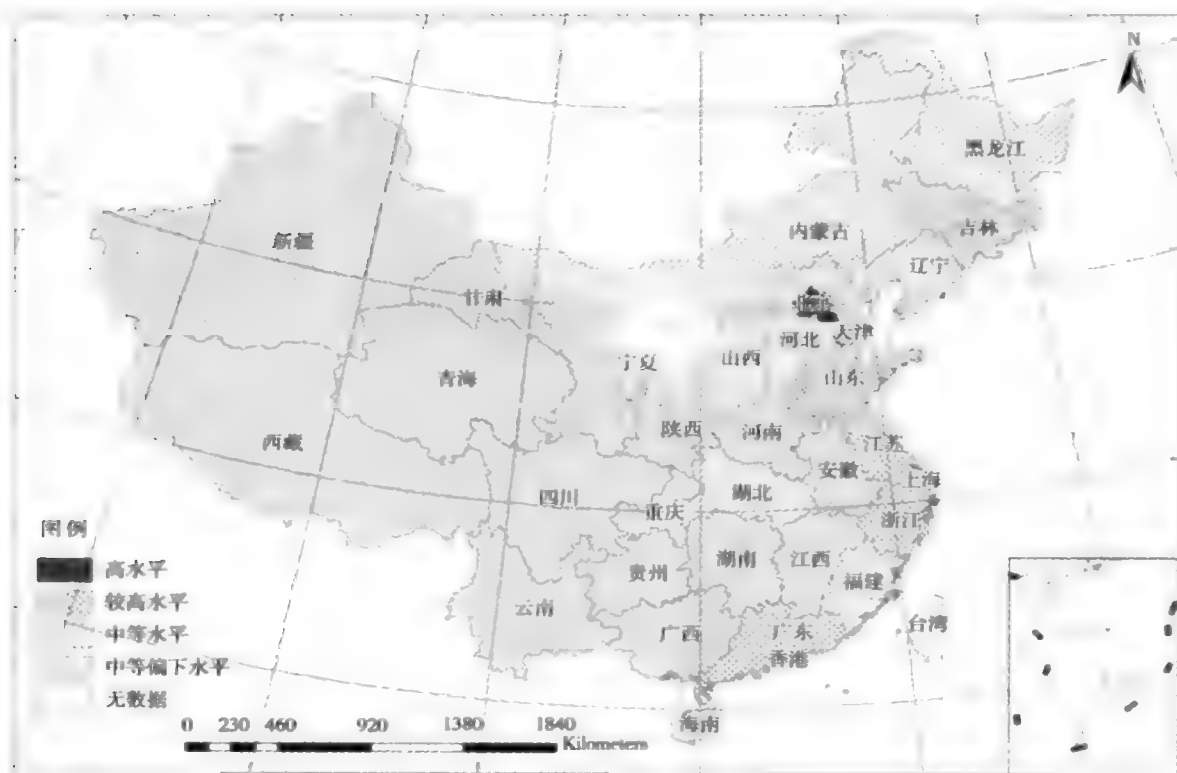 N
黑龙江
内蒙古
吉林
新疆
辽宁
甘肃
河北
天津
宁夏
山西
山东
青海
陕西
河南
江苏
西藏
安徽
上海
四川
湖北
重庆
浙江
湖南
江西
贵州
福建
云南
广西
广东
台湾
香港
海南
图例
高水平
较高水平
中等水平
中等偏下水平
无数据
0 230 460 920 1380 1840
Kilometers